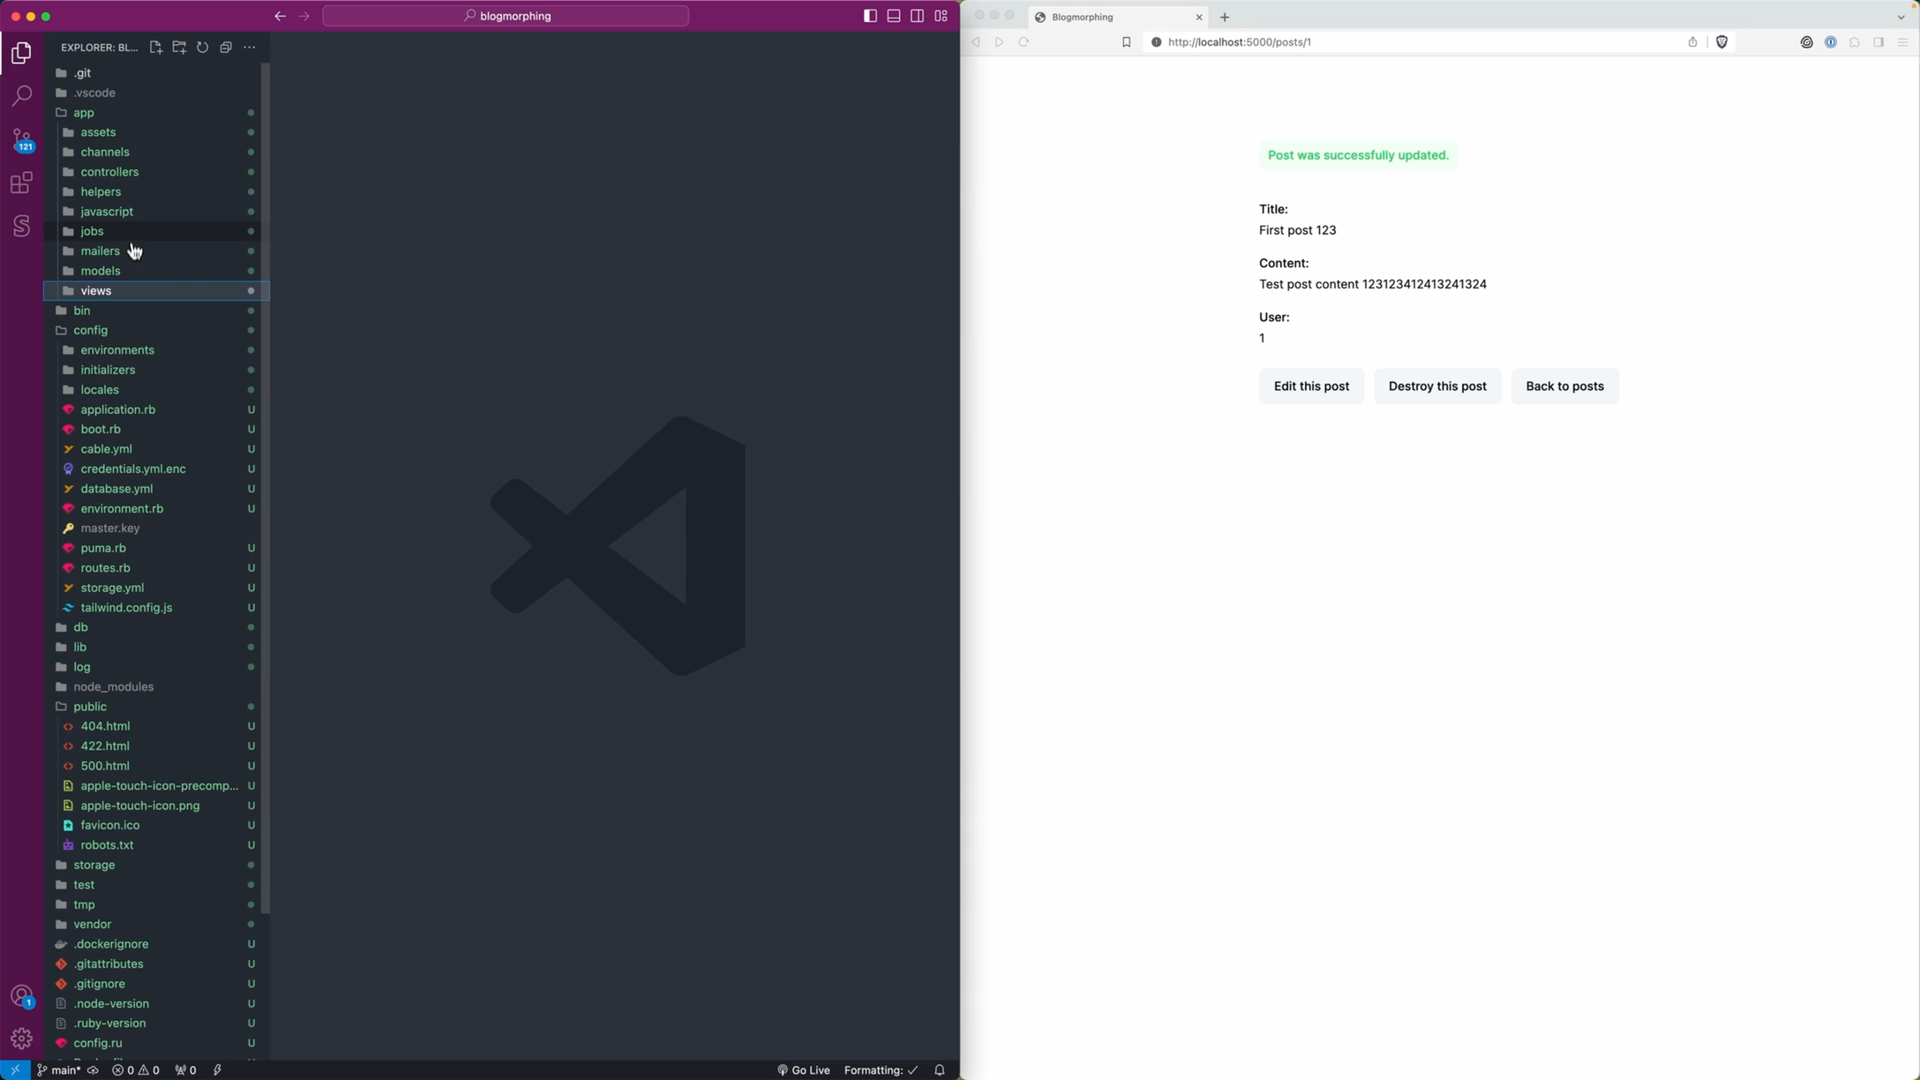 blogmorphing
EXPLORER: BL...
.git
.vscode
app
assets
channels
controllers
helpers
javascript
jobs
mailers
models
views
bin
config
environments
initializers
locales
application.rb U
boot.rb U
cable.yml U
credentials.yml.enc U
database.yml U
environment.rb U
master.key
puma.rb U
routes.rb U
storage.yml U
tailwind.config.js U
db
lib
log
node_modules
public
404.html U
422.html U
500.html U
apple-touch-icon-precomp... U
apple-touch-icon.png U
favicon.ico U
robots.txt U
storage
test
tmp
vendor
.dockerignore U
.gitattributes U
.gitignore U
.node-version U
.ruby-version U
config.ru U
121
1
main* 0 0 0 Go Live Formatting:
Blogmorphing
http://localhost:5000/posts/1
Post was successfully updated.
Title:
First post 123
Content:
Test post content 123123412413241324
User:
1
Edit this post Destroy this post Back to posts